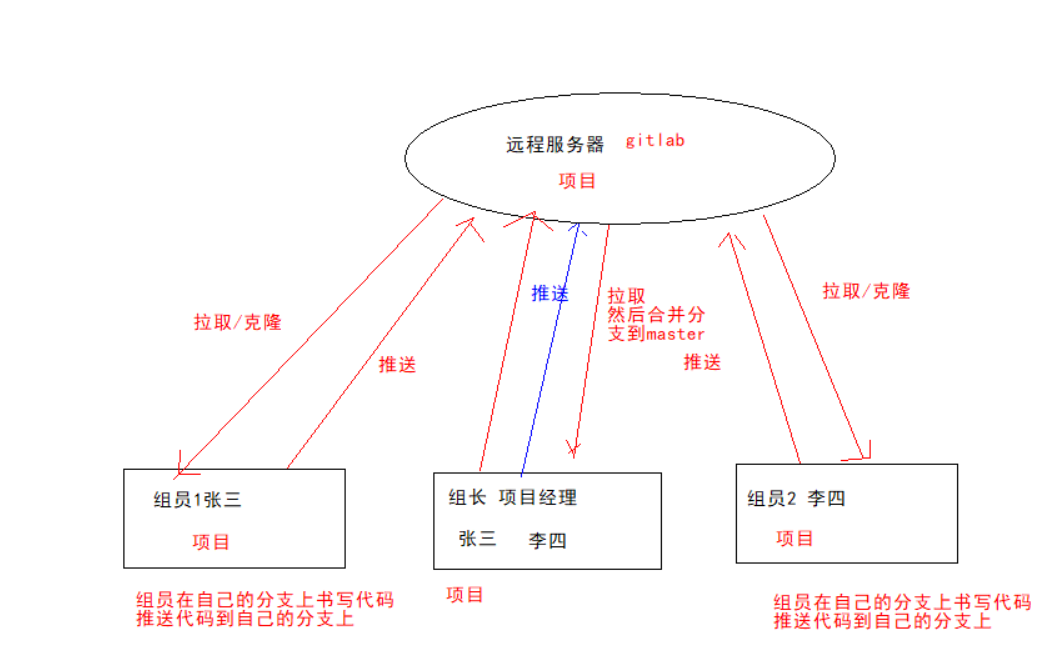 远程服务器 gitlab
项目
推送
拉取
然后合并分
支到master
拉取/克隆
拉取/克隆
推送
推送
组员1张三
项目
组长 项目经理
张三 李四
项目
组员2 李四
项目
组员在自己的分支上书写代码
推送代码到自己的分支上
组员在自己的分支上书写代码
推送代码到自己的分支上